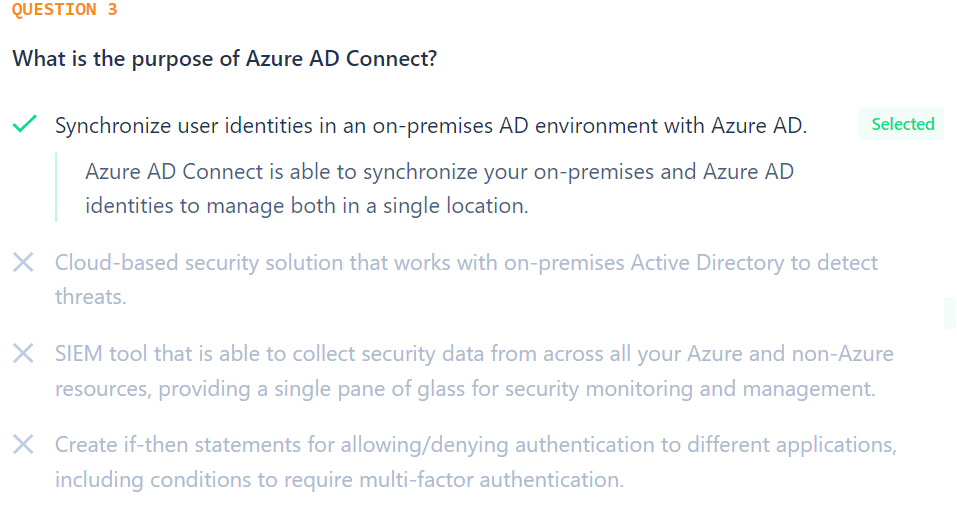 QUESTION 3
What is the purpose of Azure AD Connect?
Synchronize user identities in an on-premises AD environment with Azure AD.
Selected
Azure AD Connect is able to synchronize your on-premises and Azure AD
identities to manage both in a single location.
Cloud-based security solution that works with on-premises Active Directory to detect
threats.
SIEM tool that is able to collect security data from across all your Azure and non-Azure
resources, providing a single pane of glass for security monitoring and management.
Create if-then statements for allowing/denying authentication to different applications,
including conditions to require multi-factor authentication.